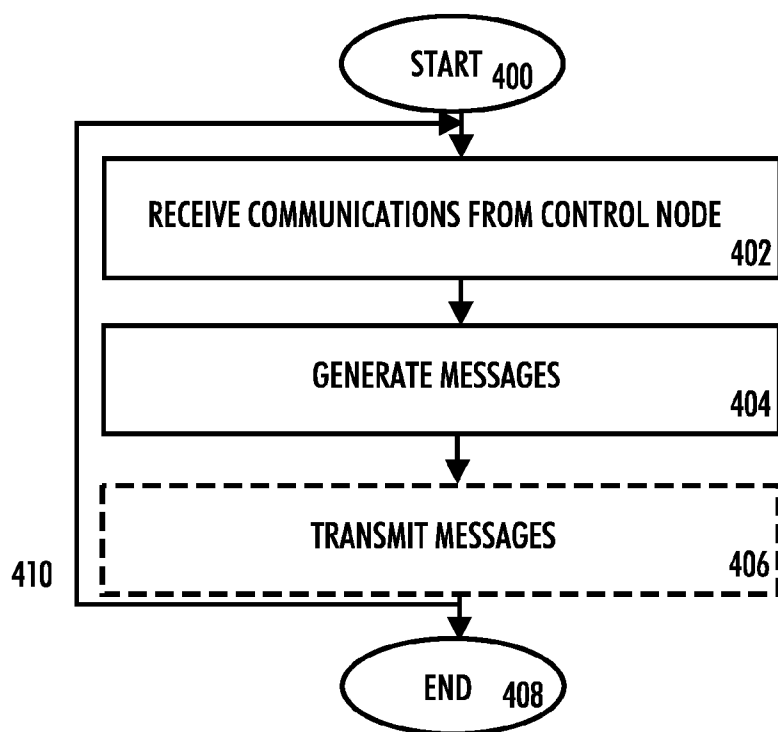 START 400
RECEIVE COMMUNICATIONS FROM CONTROL NODE
402
GENERATE MESSAGES
404
TRANSMIT MESSAGES
406
410
END 408